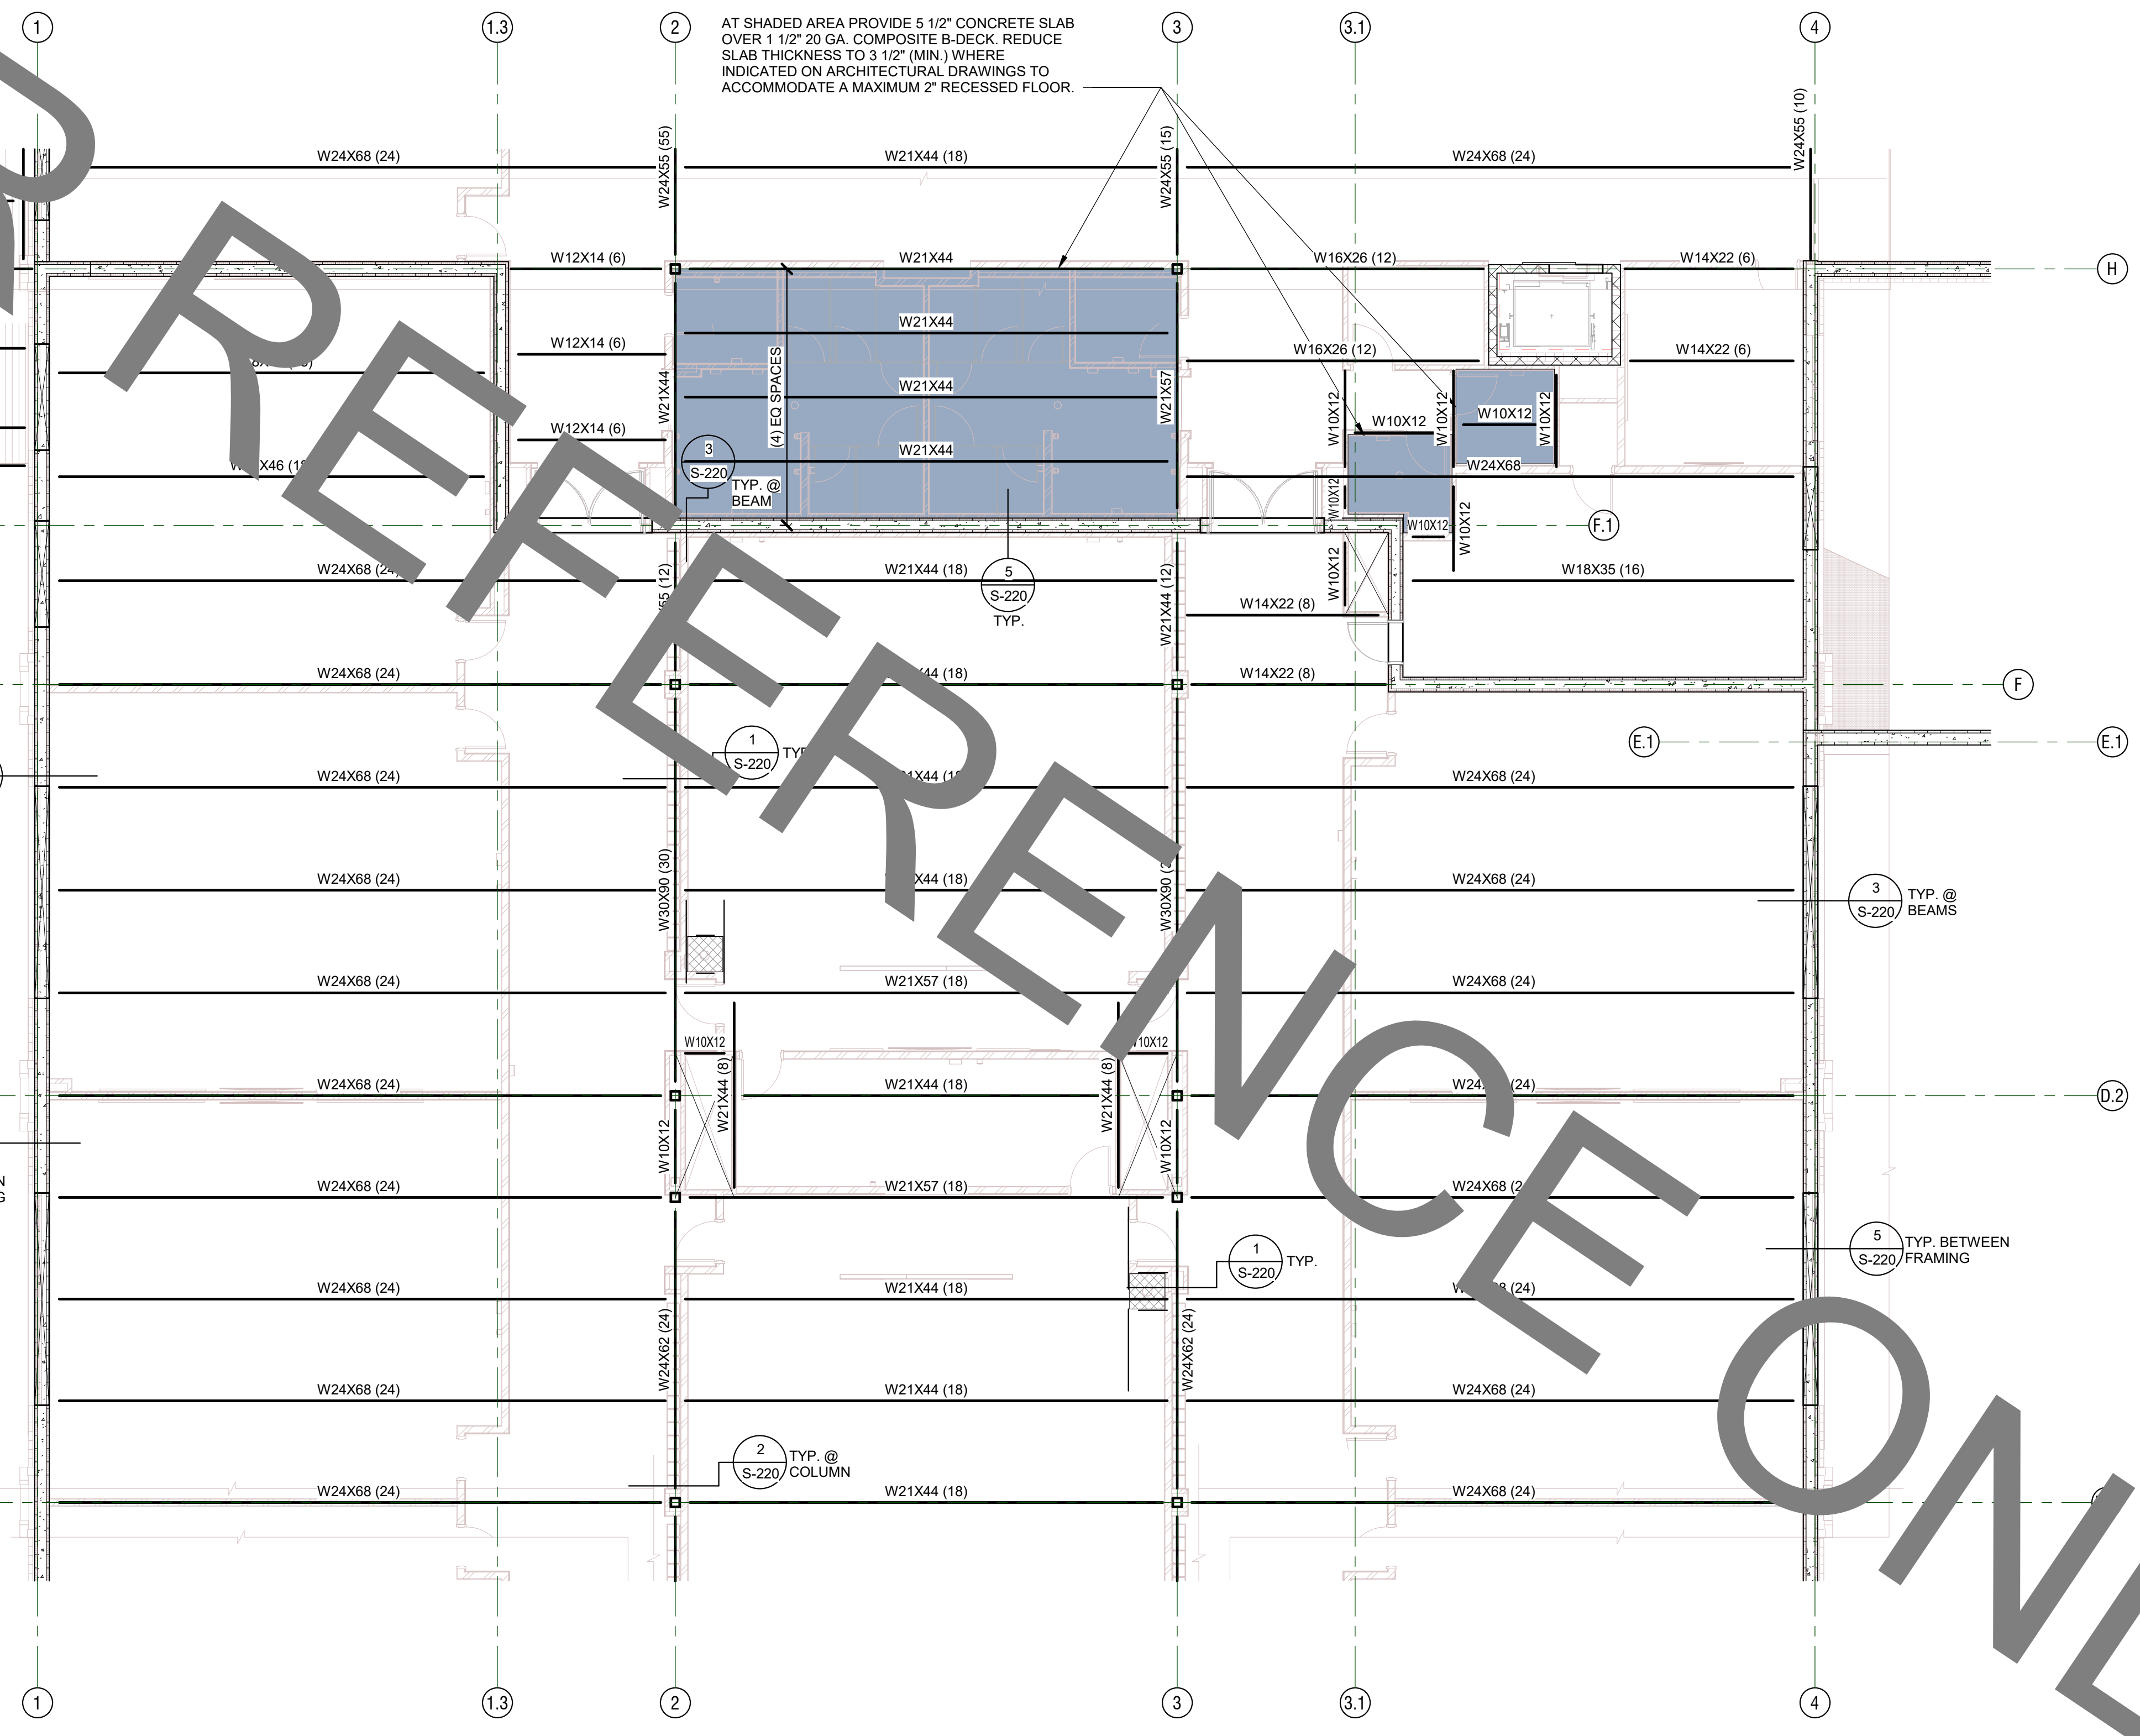 1
1.3
2
3
3.1
4
AT SHADED AREA PROVIDE 5 1/2" CONCRETE SLAB
OVER 1 1/2" 20 GA. COMPOSITE B-DECK. REDUCE
SLAB THICKNESS TO 3 1/2" (MIN.) WHERE
INDICATED ON ARCHITECTURAL DRAWINGS TO
ACCOMMODATE A MAXIMUM 2" RECESSED FLOOR.
W24X55 (55)
W24X55 (15)
W24X55 (10)
W24X68 (24)
W21X44 (18)
W24X68 (24)
W12X14 (6)
W21X44
W16X26 (12)
W14X22 (6)
H
W21X44
W12X14 (6)
W16X26 (12)
W14X22 (6)
(4) EQ SPACES
W21X44
W21X44
W21X57
W10X12
W10X12
W10X12
W10X12
W10X12
W12X14 (6)
3
S-220
TYP. @
BEAM
W21X44
W24X68
W10X12
W10X12
W10X12
F.1
W24X68
W21X44 (18)
5
S-220
TYP.
W21X44 (12)
W10X12
W18X35 (16)
W14X22 (8)
W24X68 (24)
W14X22 (8)
F
1
S-220
E.1
E.1
W24X68 (24)
W24X68 (24)
W24X68 (24)
W30X90 (30)
W30X90
W24X68 (24)
3
S-220
TYP. @
BEAMS
W24X68 (24)
W21X57 (18)
W24X68 (24)
W10X12
W24X68 (24)
W21X44 (8)
W21X44 (18)
W21X44 (8)
D.2
W10X12
W10X12
W24X68 (24)
W21X57 (18)
W24X68
1
S-220
TYP.
5
S-220
TYP. BETWEEN
FRAMING
W24X68 (24)
W21X44 (18)
W24X62 (24)
W24X62 (24)
W24X68 (24)
W21X44 (18)
W24X68 (24)
2
S-220
TYP. @
COLUMN
W24X68 (24)
W21X44 (18)
W24X68 (24)
1
1.3
2
3
3.1
4
REFERENCE